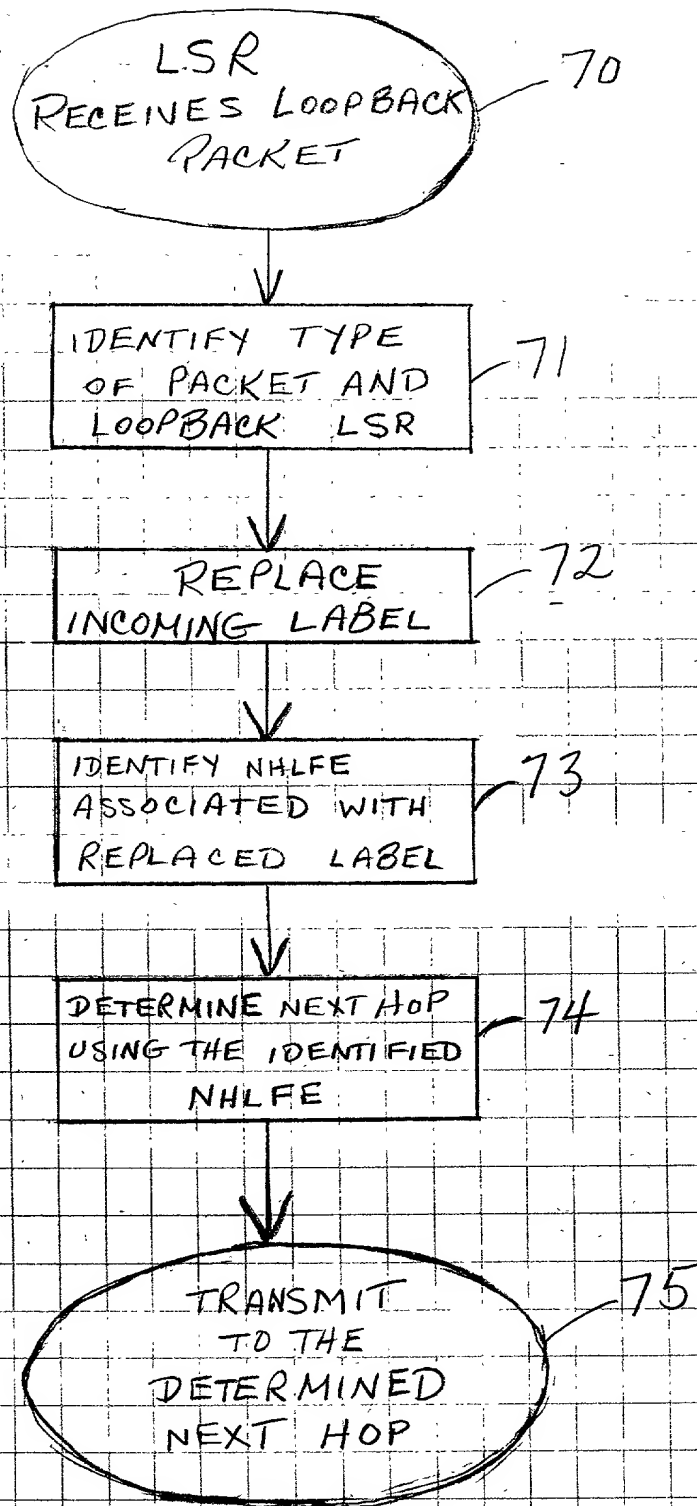 LSR
RECEIVES LOOPBACK
PACKET
70
IDENTIFY TYPE
OF PACKET AND
LOOPBACK LSR
71
REPLACE
INCOMING LABEL
72
IDENTIFY NHLFE
ASSOCIATED WITH
REPLACED LABEL
73
DETERMINE NEXT HOP
USING THE IDENTIFIED
NHLFE
74
TRANSMIT
TO THE
DETERMINED
NEXT HOP
75